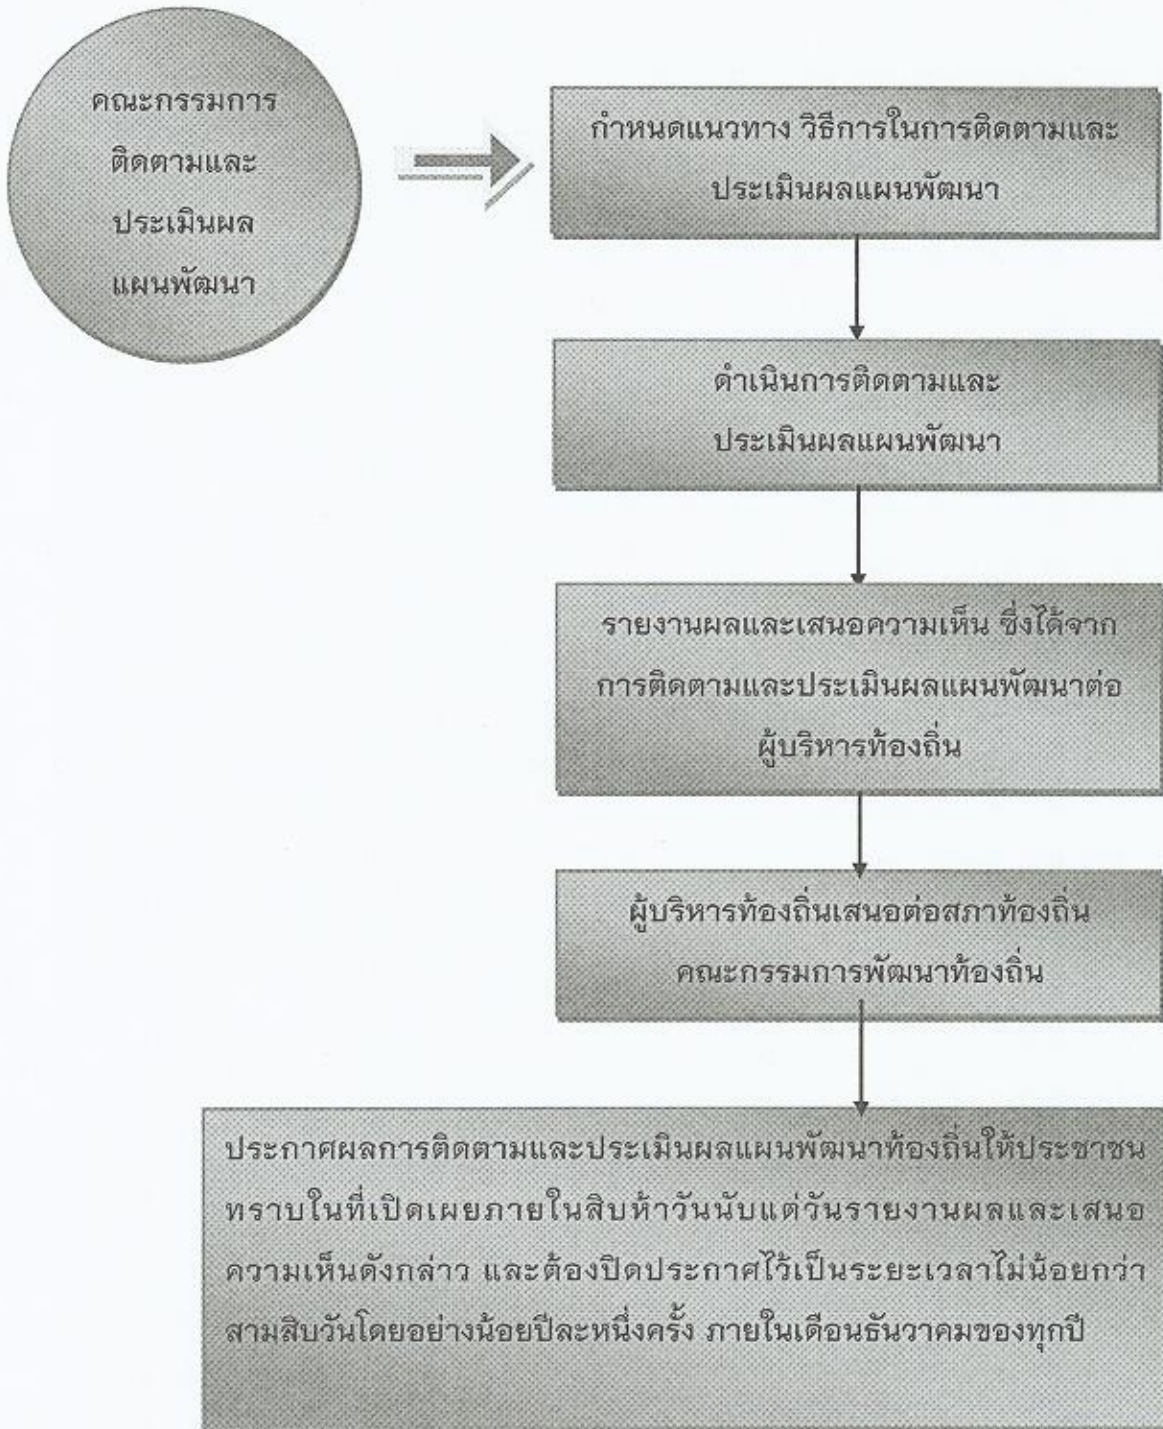 คณะกรรมการ
ติดตามและ
ประเมินผล
แผนพัฒนา
กำหนดแนวทาง วิธีการในการติดตามและ
ประเมินผลแผนพัฒนา
ดำเนินการติดตามและ
ประเมินผลแผนพัฒนา
รายงานผลและเสนอความเห็น ซึ่งได้จาก
การติดตามและประเมินผลแผนพัฒนาต่อ
ผู้บริหารท้องถิ่น
ผู้บริหารท้องถิ่นเสนอต่อสภาท้องถิ่น
คณะกรรมการพัฒนาท้องถิ่น
ประกาศผลการติดตามและประเมินผลแผนพัฒนาท้องถิ่นให้ประชาชน
ทราบในที่เปิดเผยภายในสิบห้าวันนับแต่วันรายงานผลและเสนอ
ความเห็นดังกล่าว และต้องปิดประกาศไว้เป็นระยะเวลาไม่น้อยกว่า
สามสิบวันโดยอย่างน้อยปีละหนึ่งครั้ง ภายในเดือนธันวาคมของทุกปี